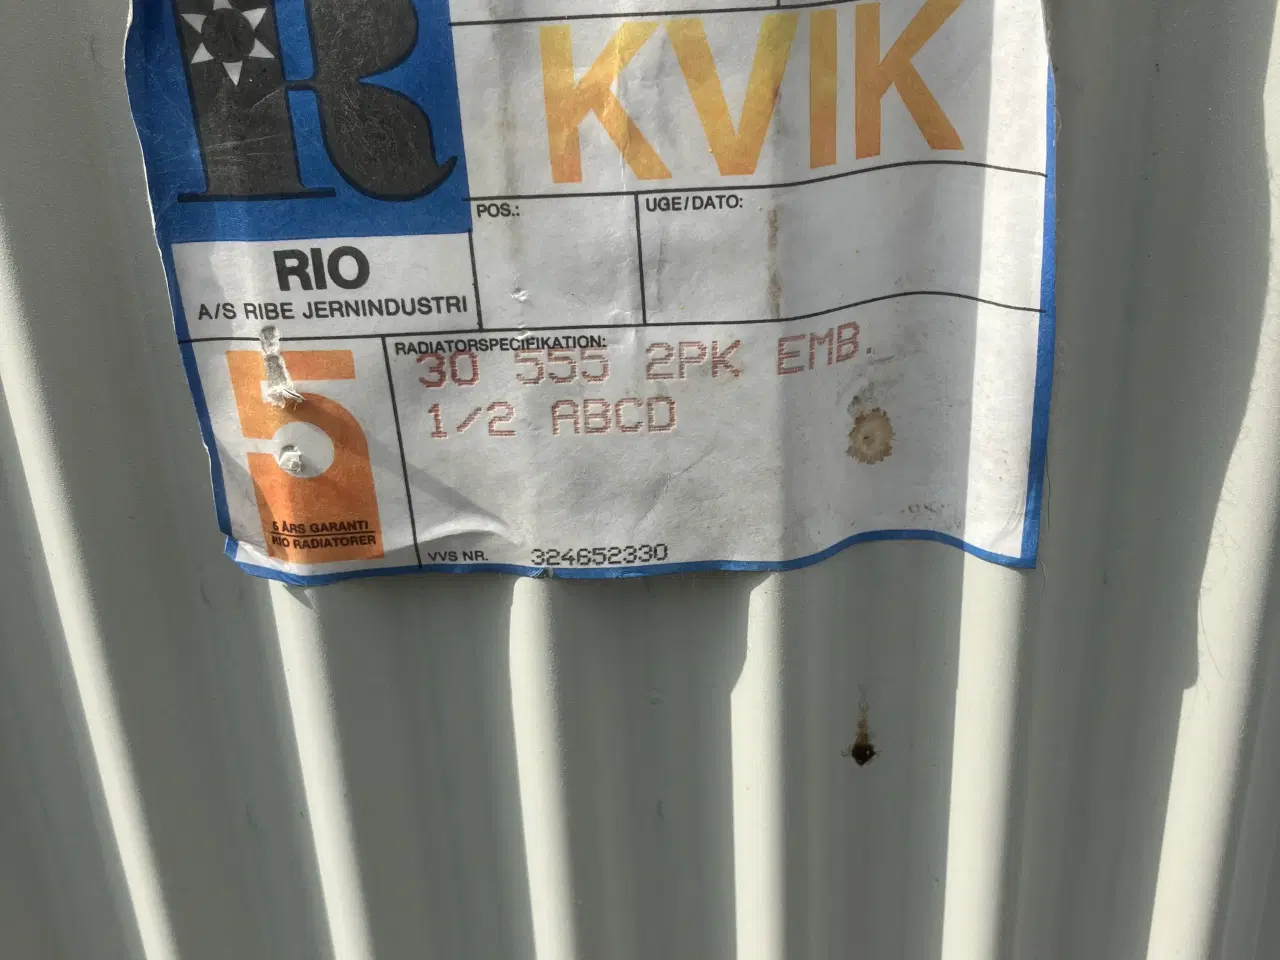 R
KVIK
POS.:
UGE/DATO:
RIO
A/S RIBE JERNINDUSTRI
RADIATORSPECIFIKATION:
30 555 2PK EMB.
1/2 ABCD
5
5 ÅRS GARANTI
RIO RADIATORER
VVS NR. 324652330